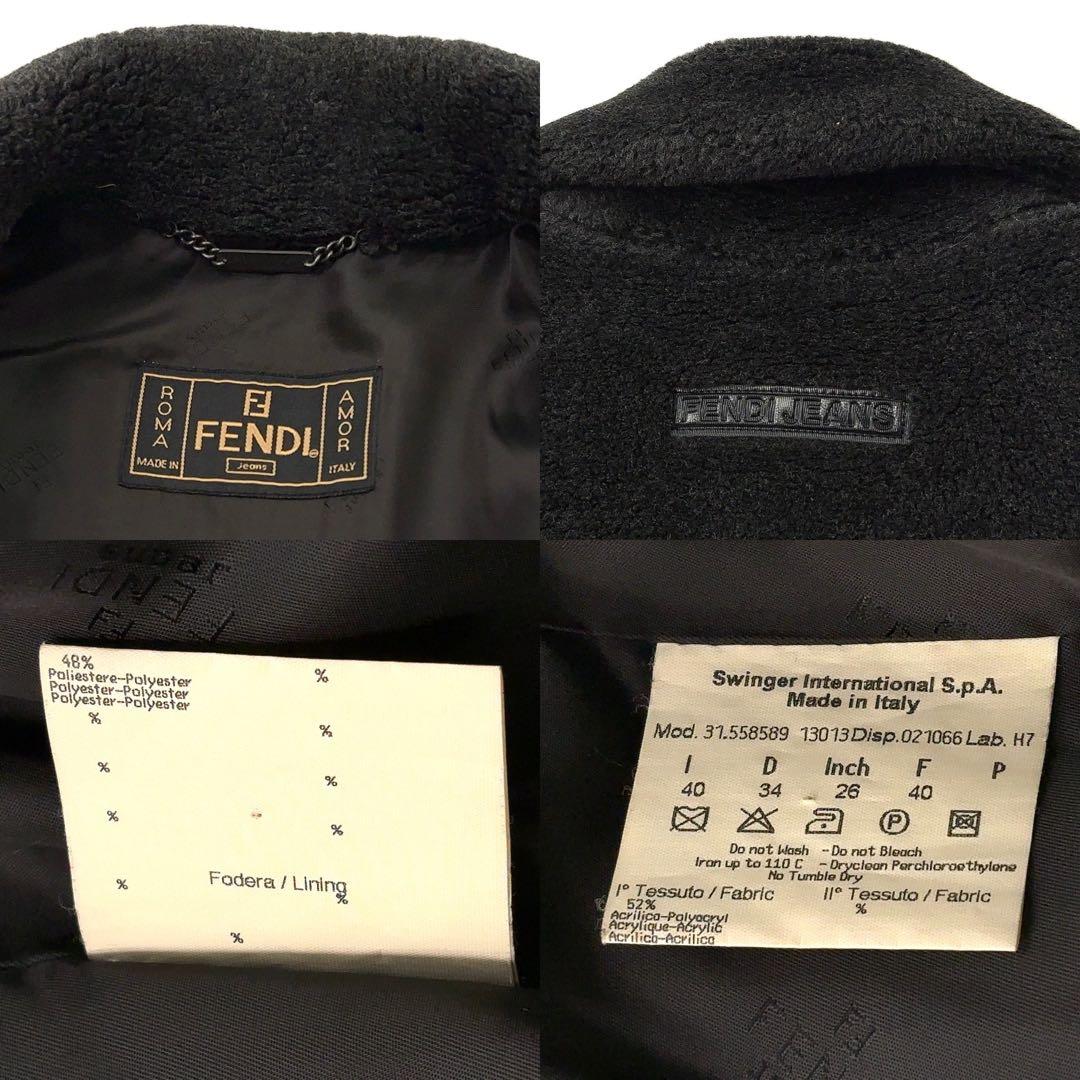 ROMA
FENDI
Jeans
AMOR
MADE IN
ITALY
FENDI JEANS
48%
Poliestere-Polyester
Polyester-Polyester
Polyester-Polyester
%
%
%
%
%
%
%
%
%
Fodera / Lining
%
%
Swinger International S.p.A.
Made in Italy
Mod. 31.558589 13013 Disp. 021066 Lab. H7
I D Inch F P
40 34 26 40
Do not Wash - Do not Bleach
Iron up to 110 C - Dryclean Perchloroethylene
No Tumble Dry
I° Tessuto / Fabric II° Tessuto / Fabric
52% %
Acrilica-Polyacryl
Acrylique-Acrylic
Acrilico-Acrilica